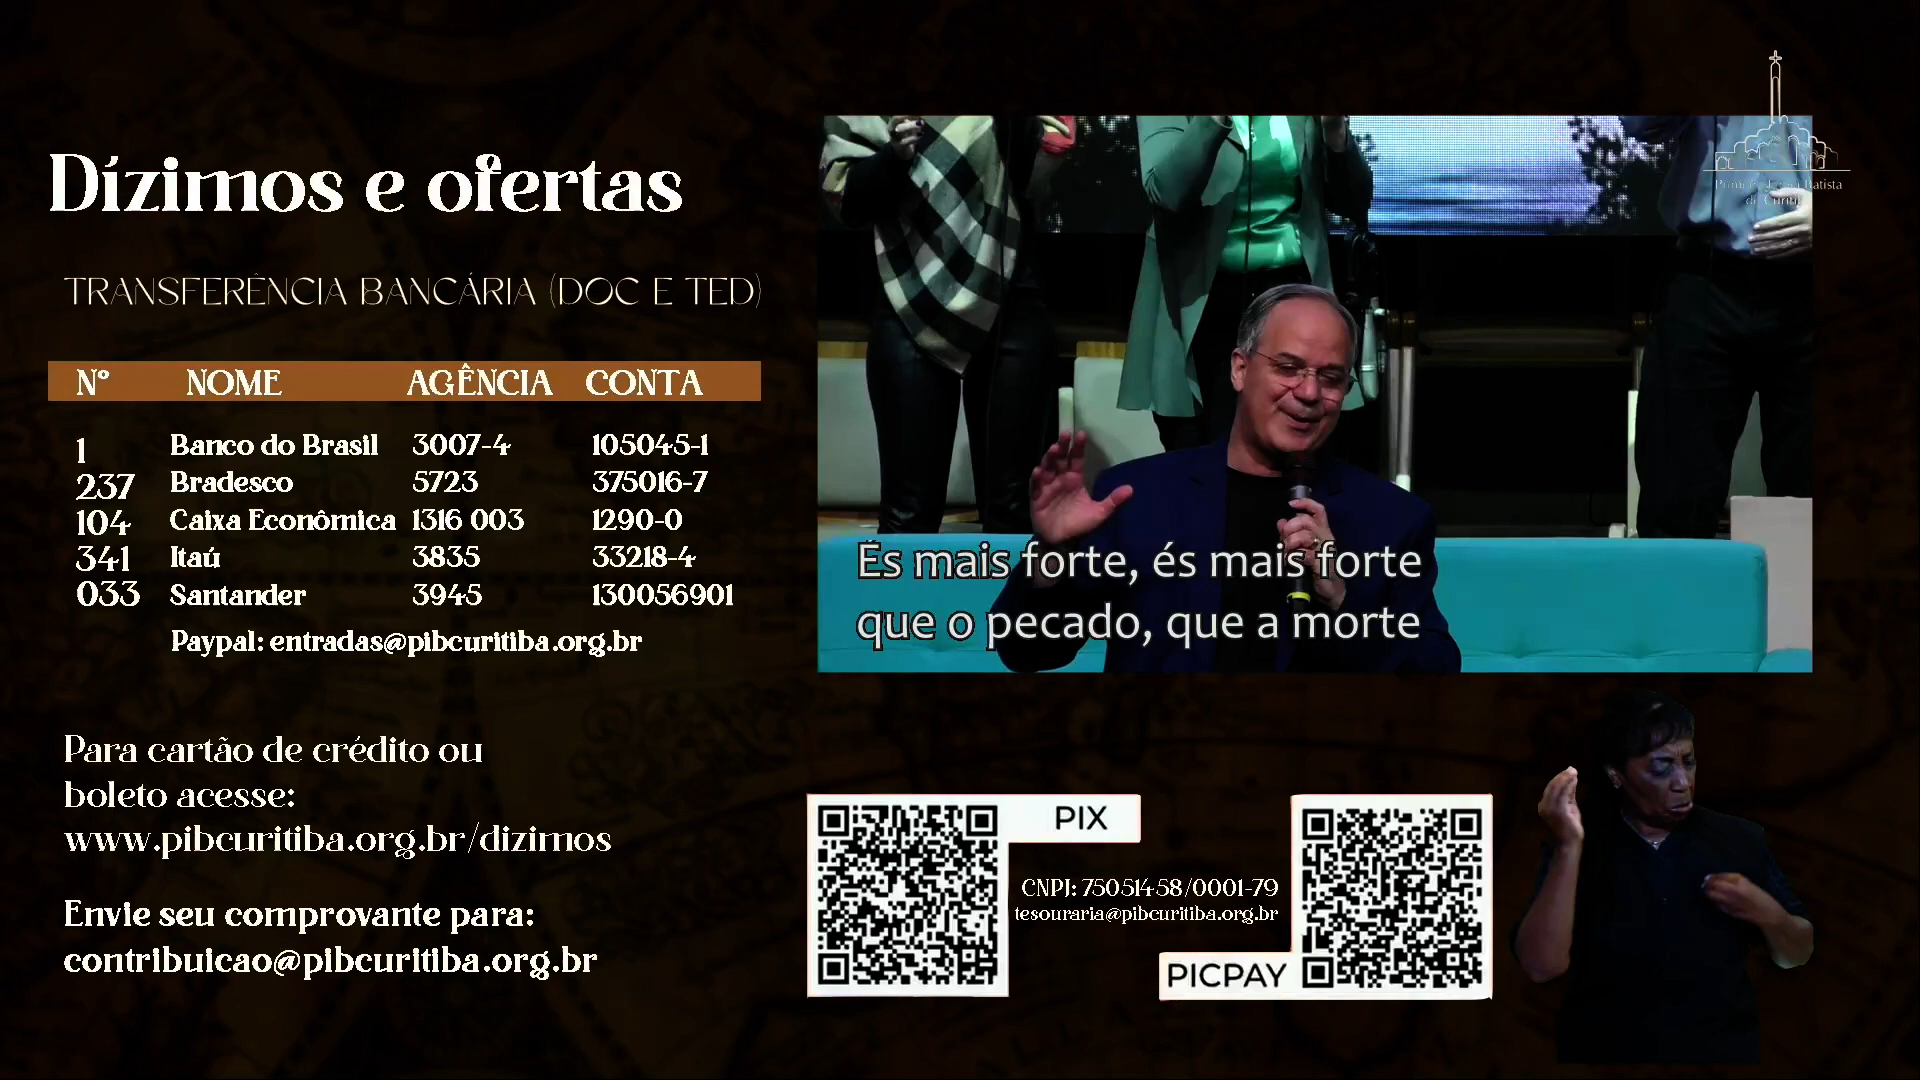 Dízimos e ofertas
TRANSFERÊNCIA BANCÁRIA (DOC E TED)
Nº NOME AGÊNCIA CONTA
1 Banco do Brasil 3007-4 105045-1
237 Bradesco 5723 375016-7
104 Caixa Econômica 1316 003 1290-0
341 Itaú 3835 33218-4
033 Santander 3945 130056901
Paypal: entradas@pibcuritiba.org.br
Para cartão de crédito ou
boleto acesse:
www.pibcuritiba.org.br/dizimos
Envie seu comprovante para:
contribuicao@pibcuritiba.org.br
És mais forte, és mais forte
que o pecado, que a morte
PIX
CNPJ: 75051458/0001-79
tesouraria@pibcuritiba.org.br
PICPAY
Batista